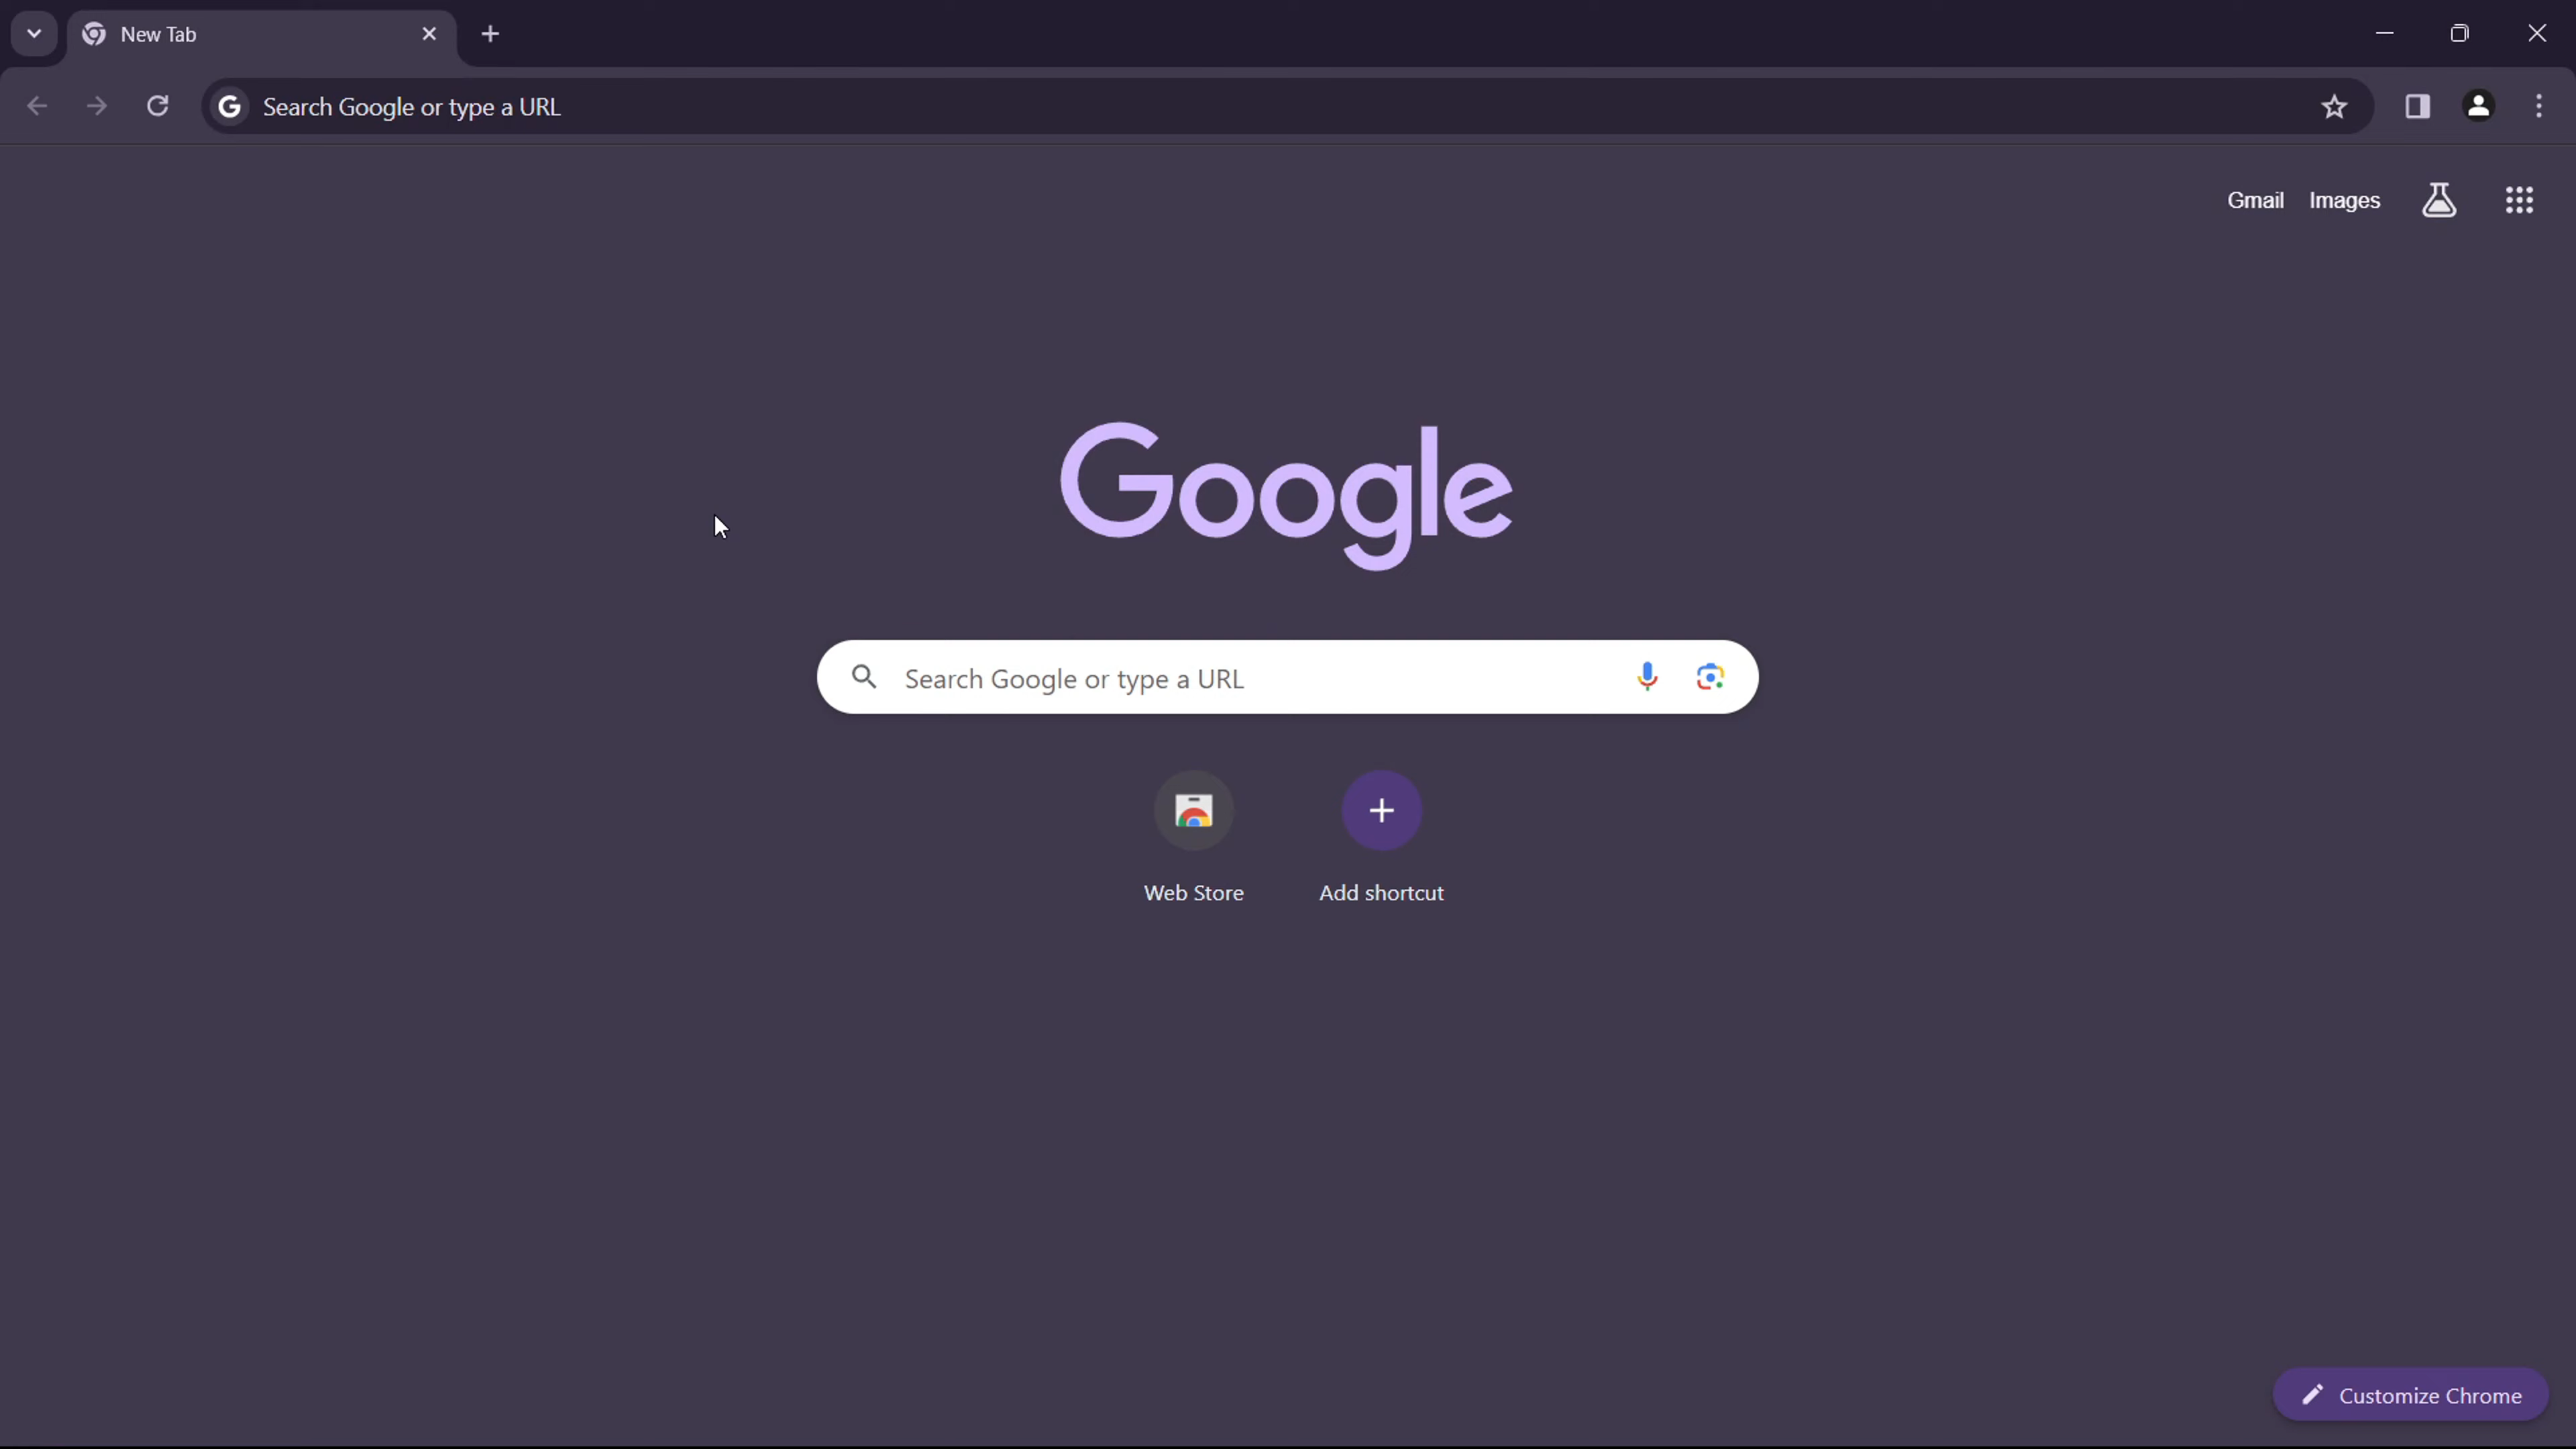 New Tab
Search Google or type a URL
Gmail Images
Google
Search Google or type a URL
Web Store
Add shortcut
Customize Chrome